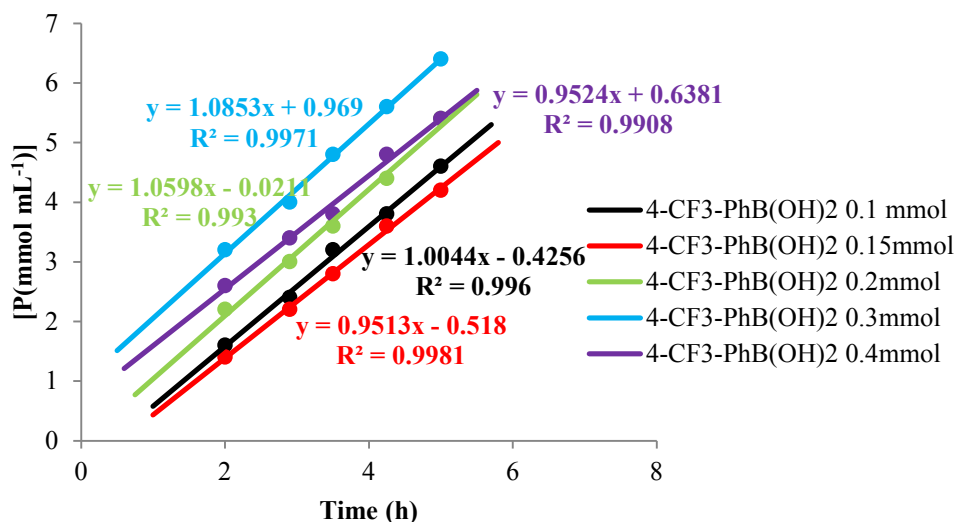 7
6
5
4
3
2
1
0
[P(mmol mL⁻¹)]
y = 1.0853x + 0.969
R² = 0.9971
y = 0.9524x + 0.6381
R² = 0.9908
y = 1.0598x - 0.0211
R² = 0.993
y = 1.0044x - 0.4256
R² = 0.996
y = 0.9513x - 0.518
R² = 0.9981
4-CF3-PhB(OH)2 0.1 mmol
4-CF3-PhB(OH)2 0.15mmol
4-CF3-PhB(OH)2 0.2mmol
4-CF3-PhB(OH)2 0.3mmol
4-CF3-PhB(OH)2 0.4mmol
0 2 4 6 8
Time (h)